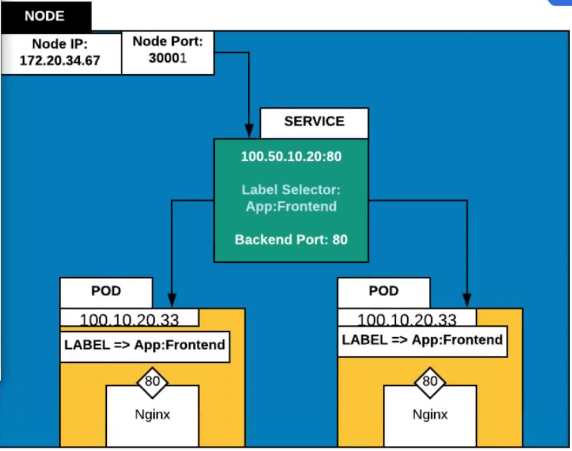 NODE
Node IP:
172.20.34.67
Node Port:
30001
SERVICE
100.50.10.20:80
Label Selector:
App:Frontend
Backend Port: 80
POD
100.10.20.33
LABEL => App:Frontend
80
Nginx
POD
100.10.20.33
LABEL => App:Frontend
80
Nginx